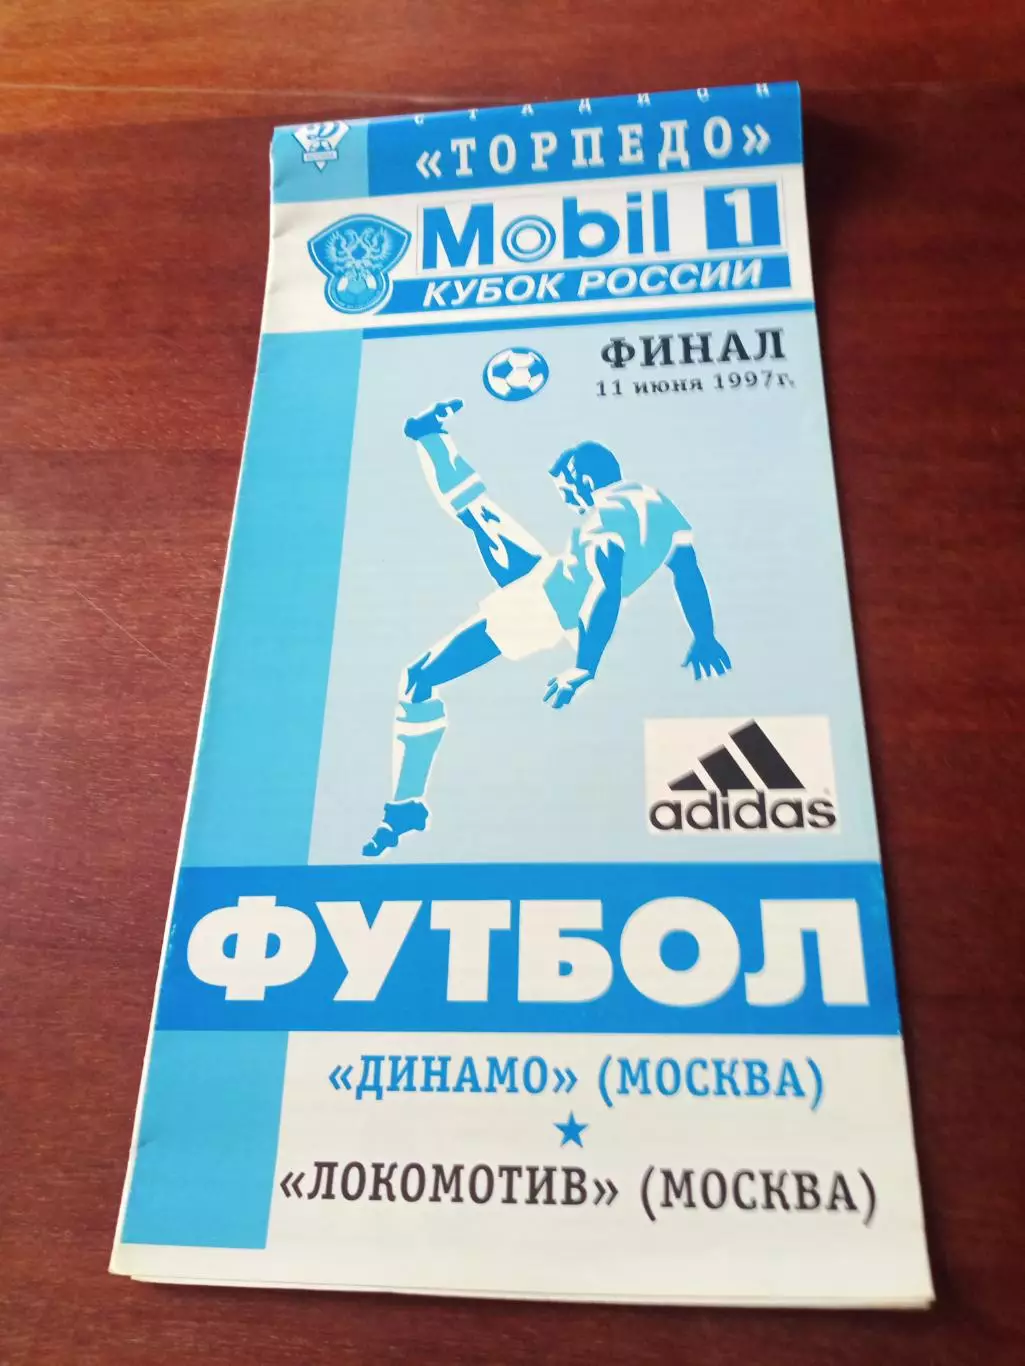 СТАДИОН
«ТОРПЕДО»
Mobil 1
КУБОК РОССИИ
ФИНАЛ
11 июня 1997г.
adidas
ФУТБОЛ
«ДИНАМО» (МОСКВА)
«ЛОКОМОТИВ» (МОСКВА)